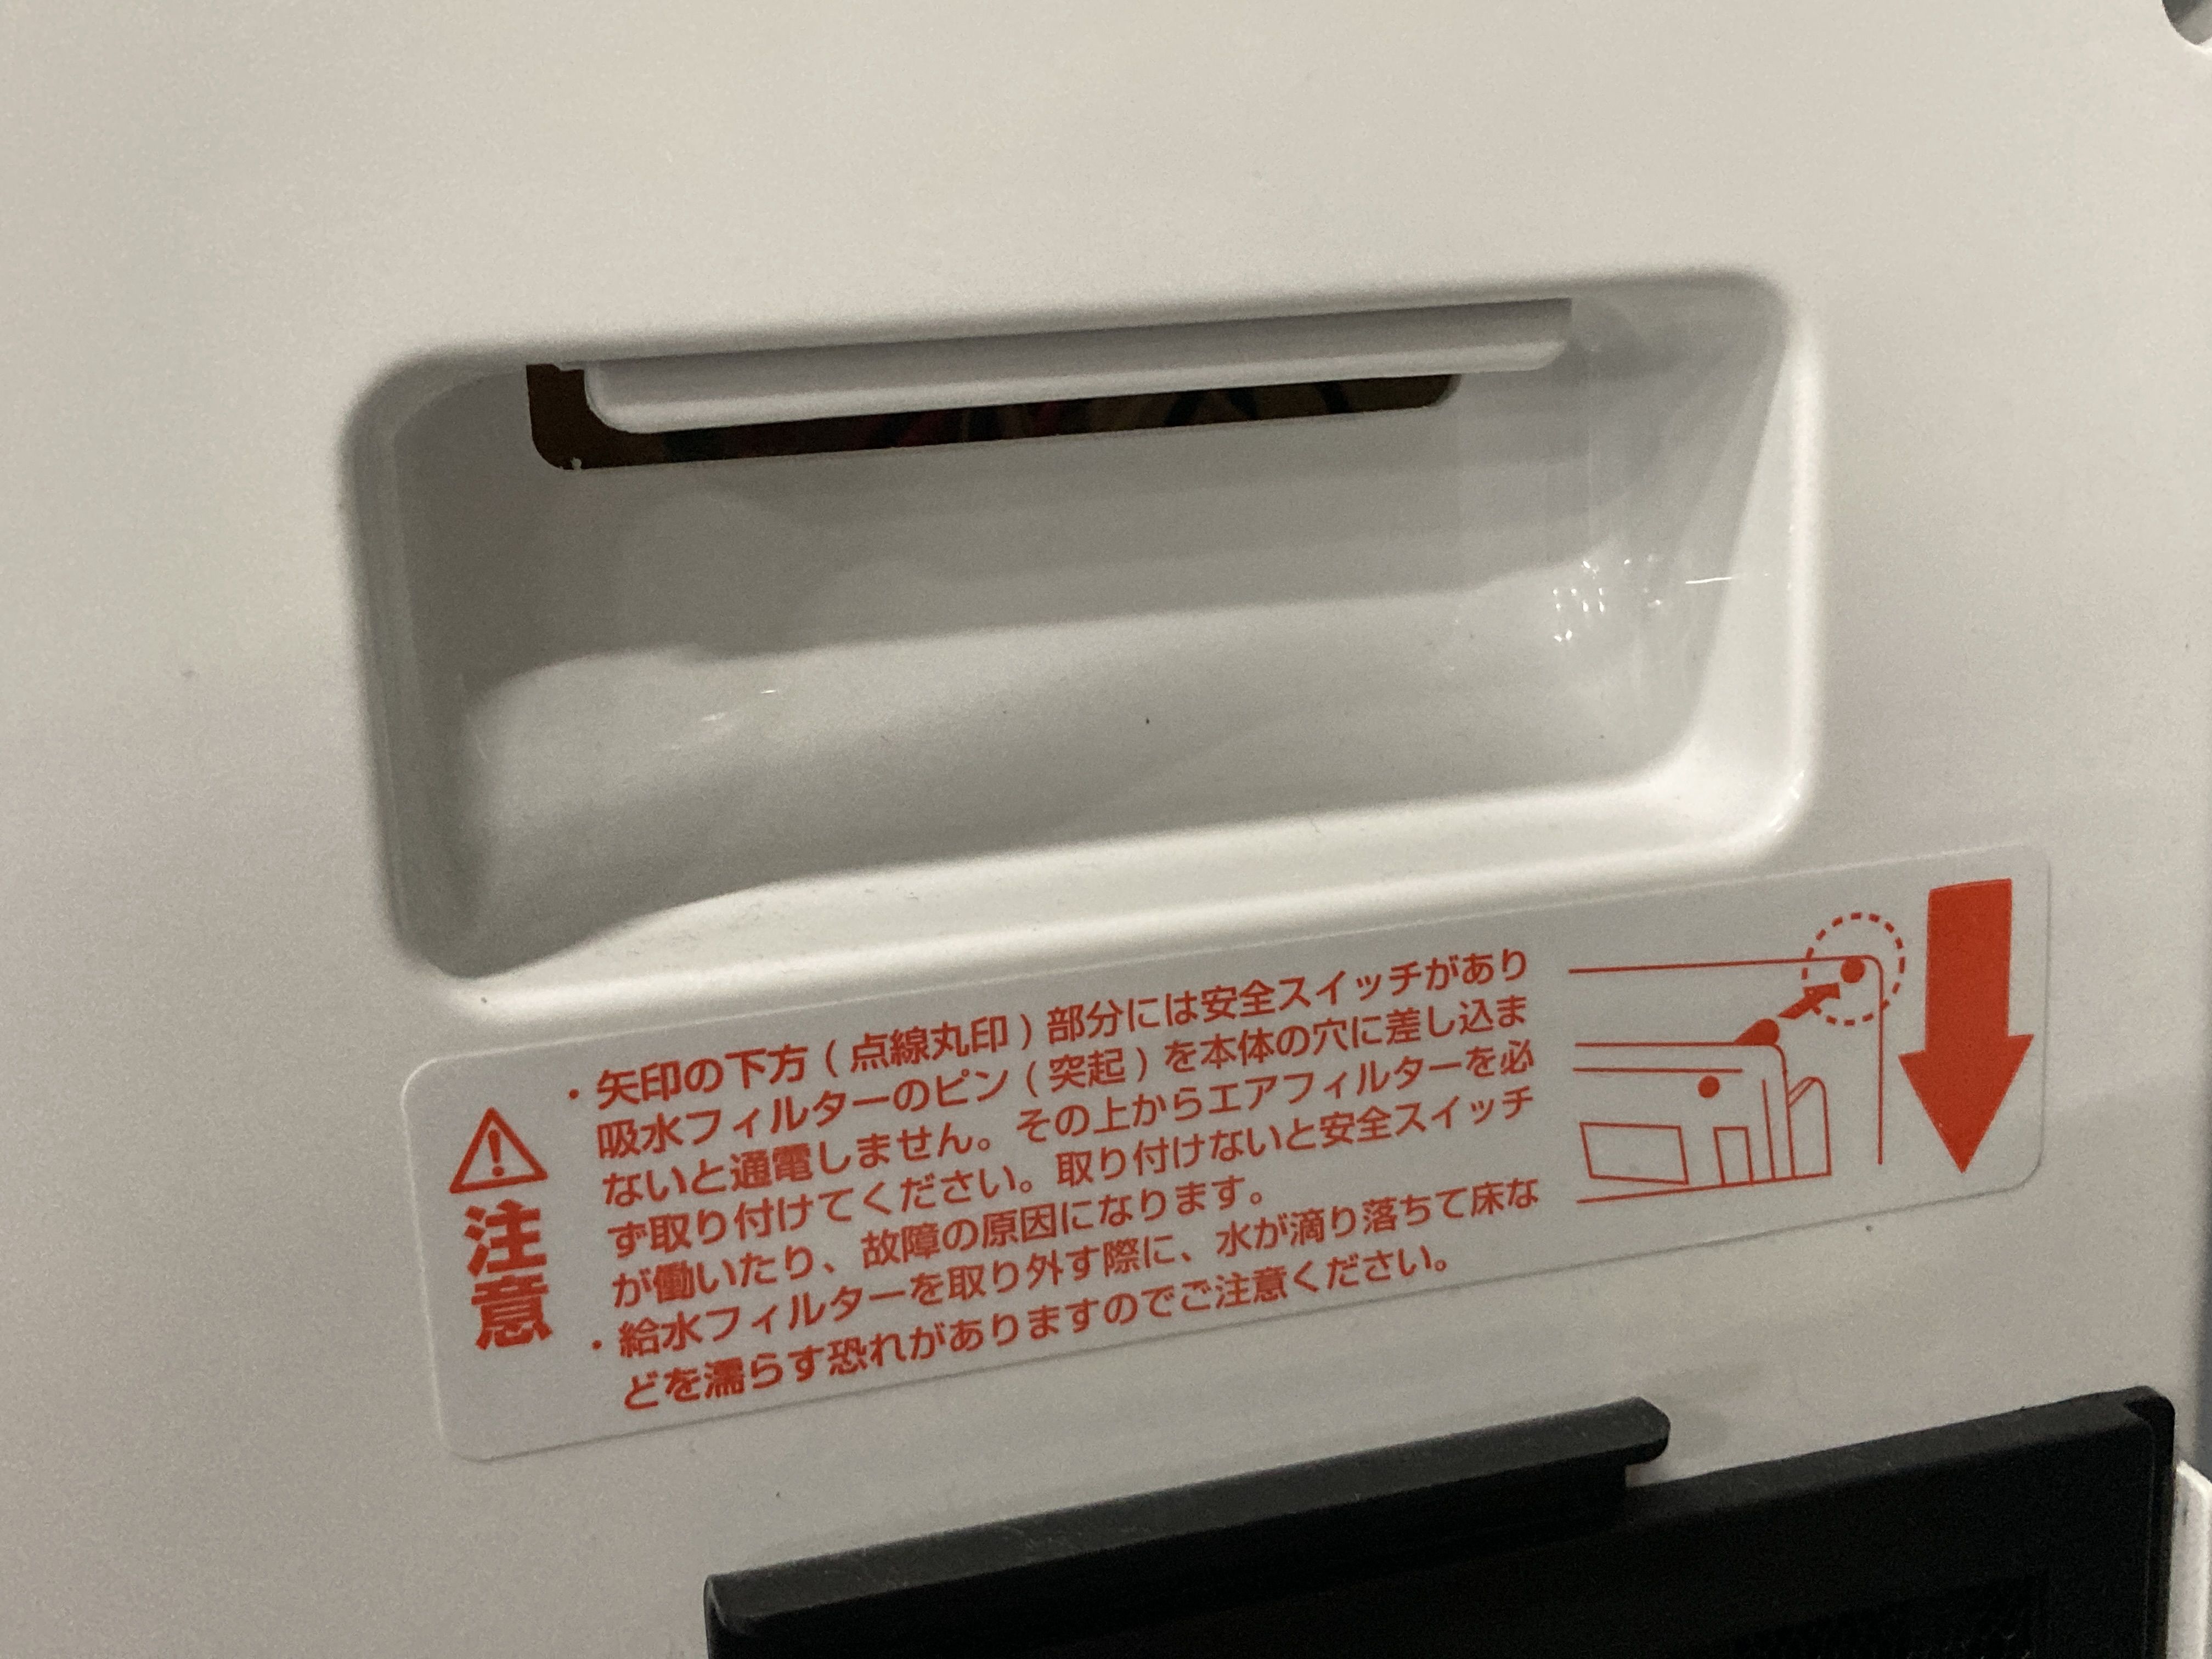 注意
・矢印の下方(点線丸印)部分には安全スイッチがあり
吸水フィルターのピン(突起)を本体の穴に差し込ま
ないと通電しません。その上からエアフィルターを必
ず取り付けてください。取り付けないと安全スイッチ
が働いたり、故障の原因になります。
・給水フィルターを取り外す際に、水が滴り落ちて床な
どを濡らす恐れがありますのでご注意ください。